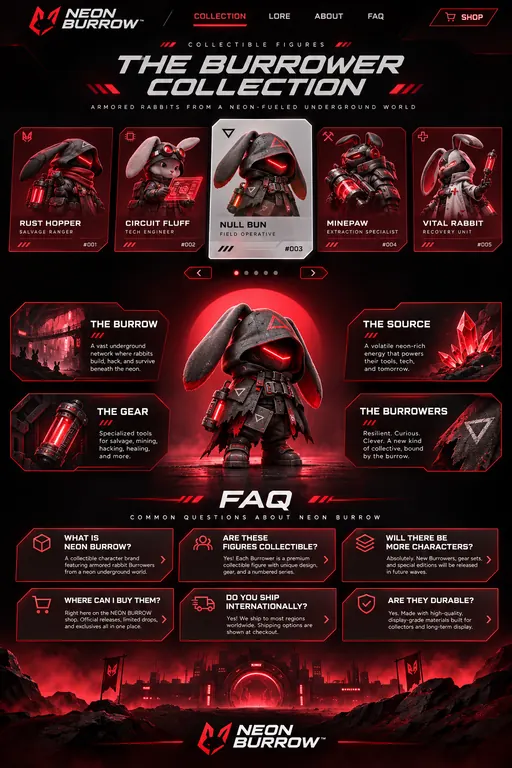 NEON
BURROW™
COLLECTION
LORE
ABOUT
FAQ
SHOP
COLLECTIBLE FIGURES
THE BURROWER
COLLECTION
ARMORED RABBITS FROM A NEON-FUELED UNDERGROUND WORLD
RUST HOPPER
SALVAGE RANGER
#001
CIRCUIT FLUFF
TECH ENGINEER
#002
NULL BUN
FIELD OPERATIVE
#003
MINEPAW
EXTRACTION SPECIALIST
#004
VITAL RABBIT
RECOVERY UNIT
#005
THE BURROW
A vast underground
network where rabbits
build, hack, and survive
beneath the neon.
THE SOURCE
A volatile neon-rich
energy that powers
their tools, tech,
and tomorrow.
THE GEAR
Specialized tools
for salvage, mining,
hacking, healing,
and more.
THE BURROWERS
Resilient. Curious.
Clever. A new kind
of collective, bound
by the burrow.
FAQ
COMMON QUESTIONS ABOUT NEON BURROW
WHAT IS
NEON BURROW?
A collectible character brand
featuring armored rabbit Burrowers
from a neon underground world.
ARE THESE
FIGURES COLLECTIBLE?
Yes! Each Burrower is a premium
collectible figure with unique design,
gear, and a numbered series.
WILL THERE BE
MORE CHARACTERS?
Absolutely. New Burrowers, gear sets,
and special editions will be released
in future waves.
WHERE CAN I BUY THEM?
Right here on the NEON BURROW
shop. Official releases, limited drops,
and exclusives all in one place.
DO YOU SHIP
INTERNATIONALLY?
Yes! We ship to most regions
worldwide. Shipping options are
shown at checkout.
ARE THEY DURABLE?
Yes. Made with high-quality,
display-grade materials built for
collectors and long-term display.
NEON
BURROW™